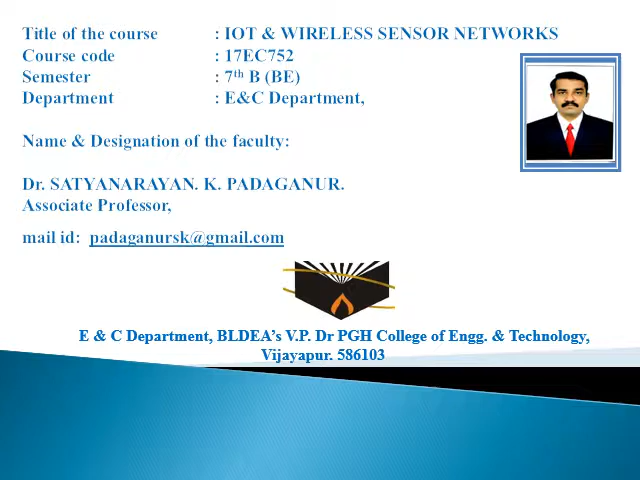 Title of the course : IOT & WIRELESS SENSOR NETWORKS
Course code : 17EC752
Semester : 7th B (BE)
Department : E&C Department,
Name & Designation of the faculty:
Dr. SATYANARAYAN. K. PADAGANUR.
Associate Professor,
mail id: padaganursk@gmail.com
E & C Department, BLDEA's V.P. Dr PGH College of Engg. & Technology,
Vijayapur. 586103